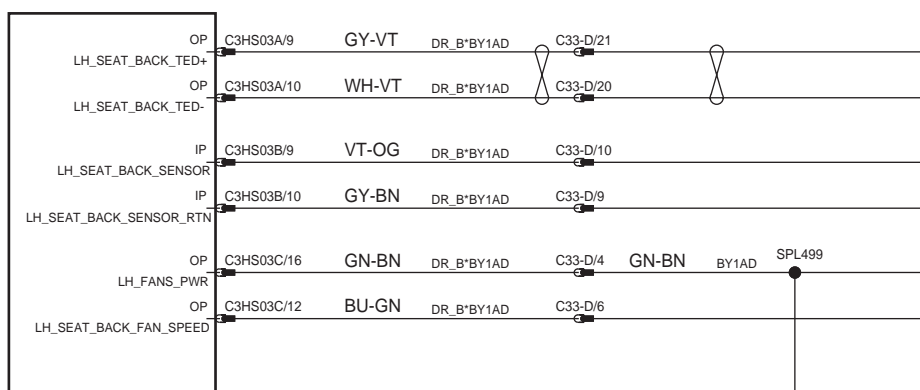 OP C3HS03A/9 GY-VT DR_B*BY1AD C33-D/21
LH_SEAT_BACK_TED+
OP C3HS03A/10 WH-VT DR_B*BY1AD C33-D/20
LH_SEAT_BACK_TED-
IP C3HS03B/9 VT-OG DR_B*BY1AD C33-D/10
LH_SEAT_BACK_SENSOR
IP C3HS03B/10 GY-BN DR_B*BY1AD C33-D/9
LH_SEAT_BACK_SENSOR_RTN
OP C3HS03C/16 GN-BN DR_B*BY1AD C33-D/4 GN-BN BY1AD SPL499
LH_FANS_PWR
OP C3HS03C/12 BU-GN DR_B*BY1AD C33-D/6
LH_SEAT_BACK_FAN_SPEED